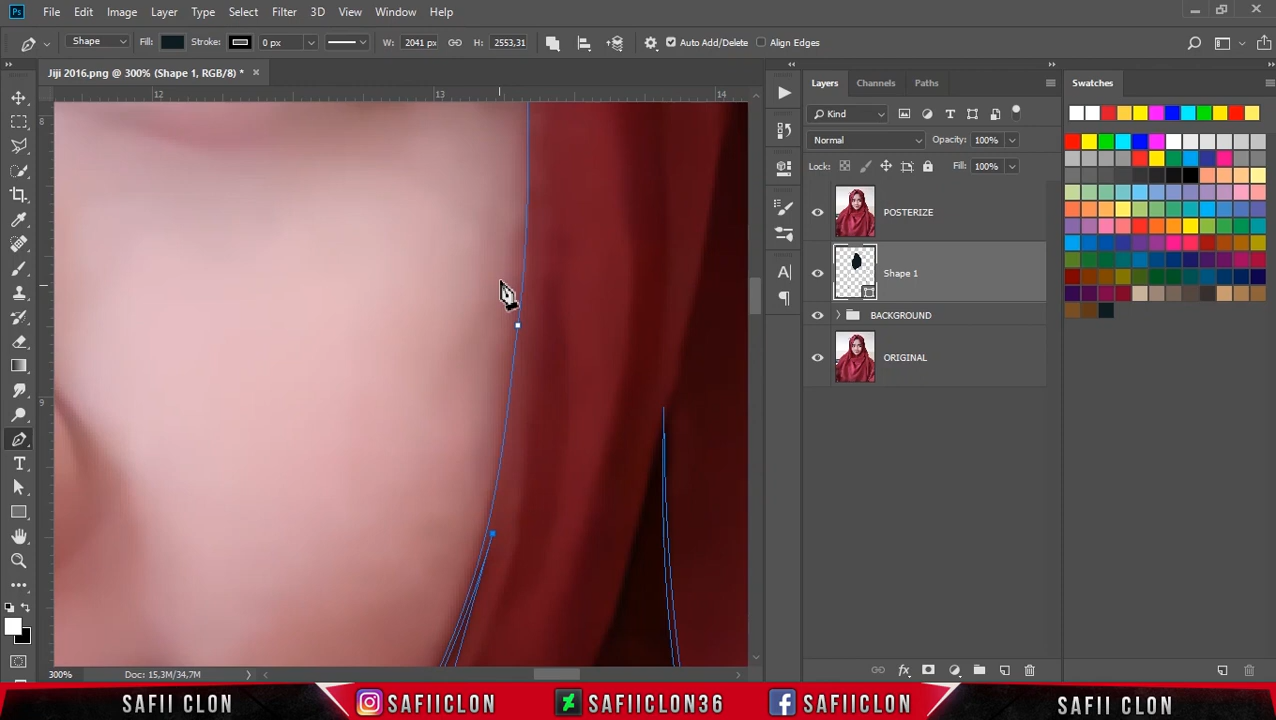 Ps File Edit Image Layer Type Select Filter 3D View Window Help
Shape Fill: Stroke: 0 px W: 2041 px H: 2553,31 Auto Add/Delete Align Edges
Jiji 2016.png @ 300% (Shape 1, RGB/8) *
12 13 14
8
9
Layers Channels Paths
Kind
Normal Opacity: 100%
Lock: Fill: 100%
POSTERIZE
Shape 1
BACKGROUND
ORIGINAL
Swatches
300% Doc: 15,3M/34,7M
SAFII CLON SAFIICLON SAFIICLON36 SAFIICLON SAFII CLON